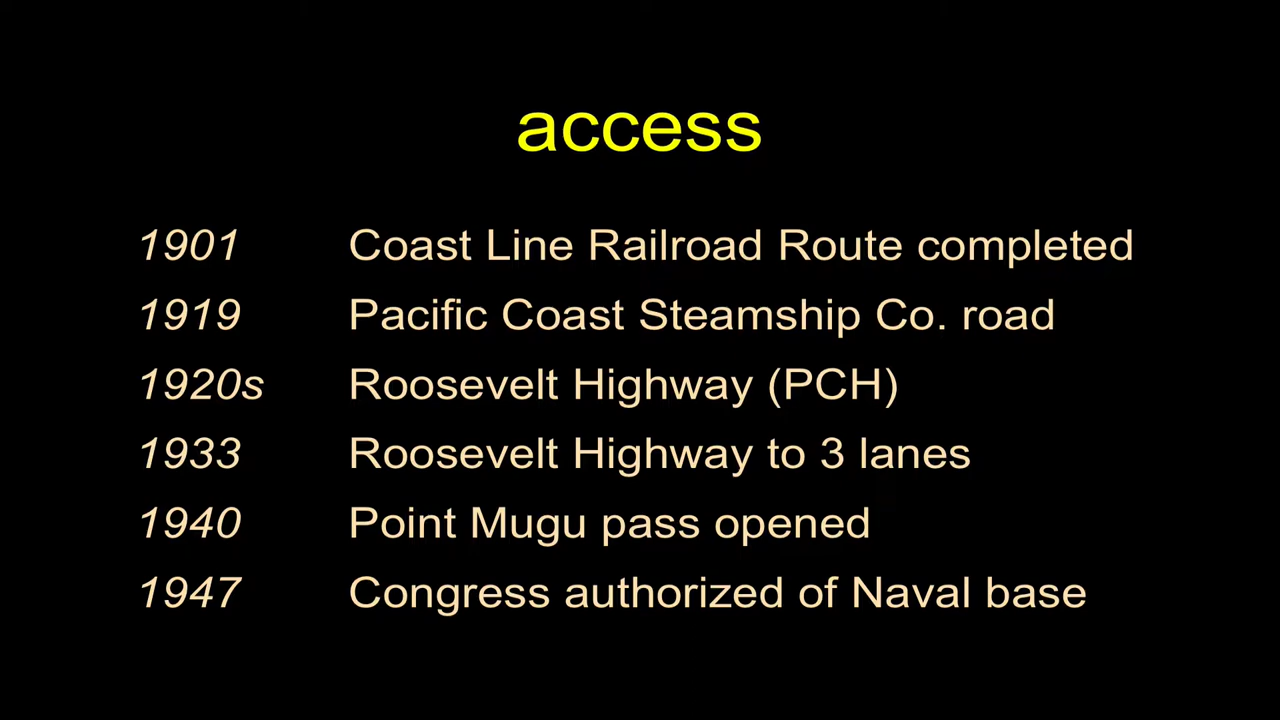 access
1901 Coast Line Railroad Route completed
1919 Pacific Coast Steamship Co. road
1920s Roosevelt Highway (PCH)
1933 Roosevelt Highway to 3 lanes
1940 Point Mugu pass opened
1947 Congress authorized of Naval base